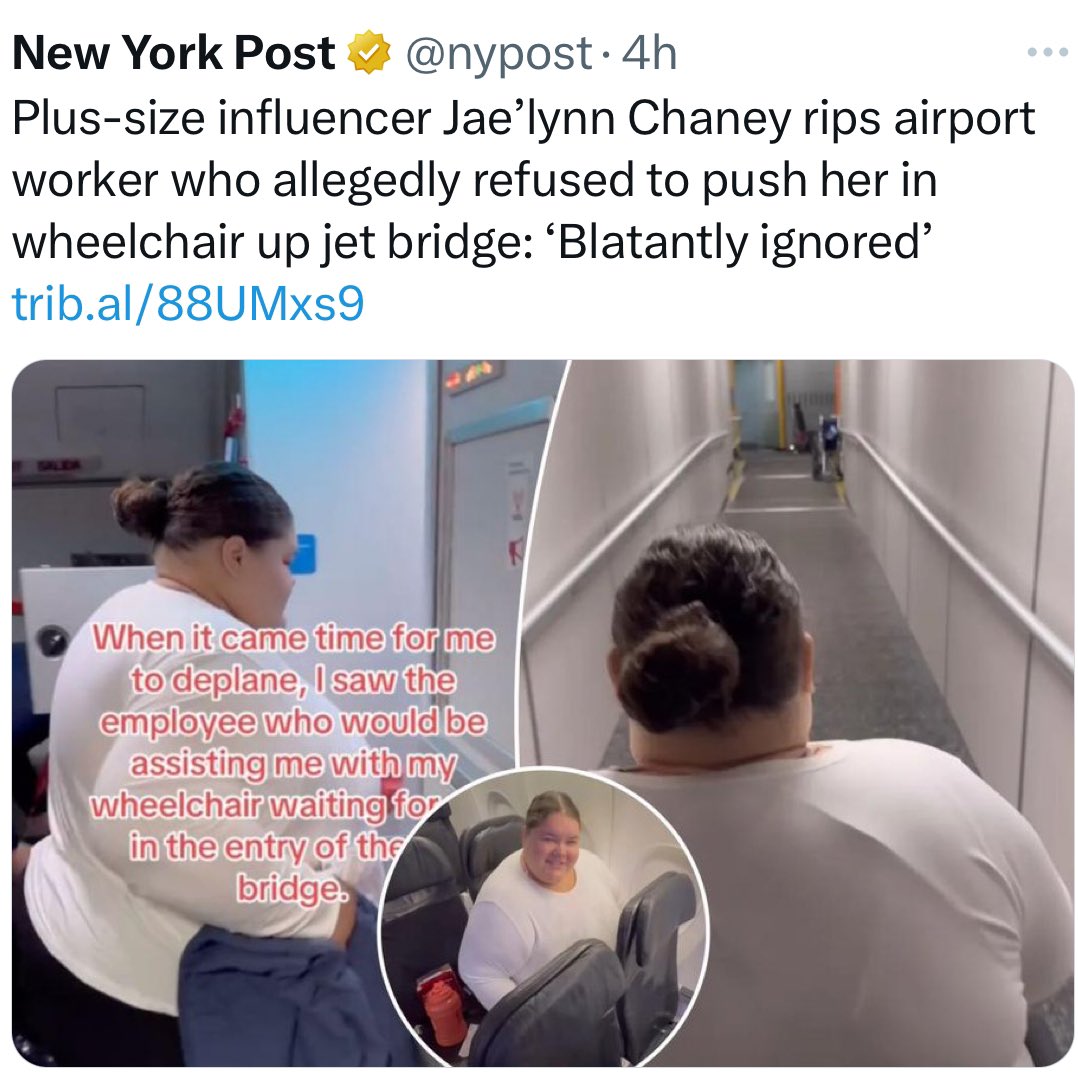 New York Post @nypost · 4h
Plus-size influencer Jae’lynn Chaney rips airport
worker who allegedly refused to push her in
wheelchair up jet bridge: ‘Blatantly ignored’
trib.al/88UMxs9
SALIDA
When it came time for me
to deplane, I saw the
employee who would be
assisting me with my
wheelchair waiting for
in the entry of the
bridge.